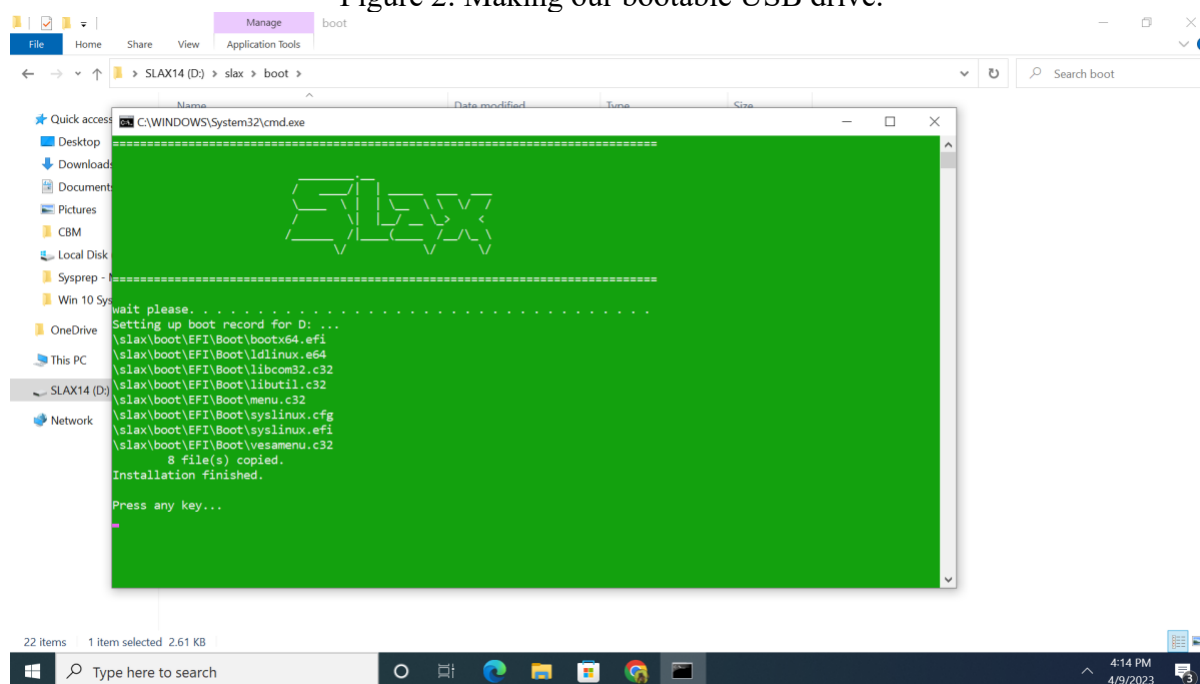 Figure 2. Making our bootable USB drive.
Manage
boot
File
Home
Share
View
Application Tools
SLAX14 (D:) > slax > boot >
Search boot
Name
Date modified
Type
Size
Quick access
C:\WINDOWS\System32\cmd.exe
Desktop
Downloads
Documents
Pictures
CBM
Local Disk
Sysprep -
Win 10 Sys
OneDrive
This PC
SLAX14 (D:)
Network
================================================================================
Slax
================================================================================
wait please. . . . . . . . . . . . . . . . . . . . . . . . . . . . . . . . . .
Setting up boot record for D: ...
\slax\boot\EFI\Boot\bootx64.efi
\slax\boot\EFI\Boot\ldlinux.e64
\slax\boot\EFI\Boot\libcom32.c32
\slax\boot\EFI\Boot\libutil.c32
\slax\boot\EFI\Boot\menu.c32
\slax\boot\EFI\Boot\syslinux.cfg
\slax\boot\EFI\Boot\syslinux.efi
\slax\boot\EFI\Boot\vesamenu.c32
8 file(s) copied.
Installation finished.
Press any key...
22 items
1 item selected 2.61 KB
Type here to search
4:14 PM
4/9/2023
3